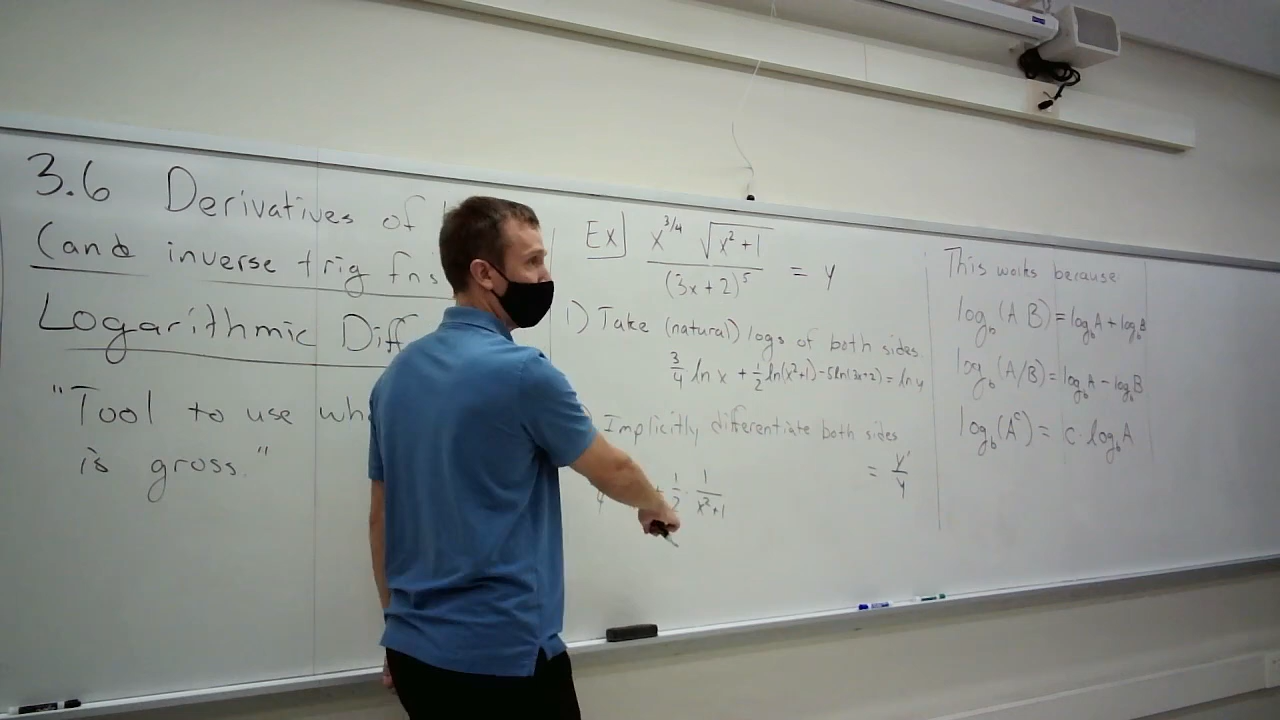 3.6 Derivatives of
(and inverse trig fns
Logarithmic Diff
"Tool to use wh
is gross."
Ex] x^{3/4} √(x²+1) / (3x+2)^5 = y
1) Take (natural) logs of both sides
3/4 ln x + 1/2 ln(x²+1) - 5 ln(3x+2) = ln y
Implicitly differentiate both sides
+ 1/2 · 1/(x²+1) = y'/y
This works because
log_b(A B) = log_b A + log_b B
log_b(A/B) = log_b A - log_b B
log_b(A^c) = c · log_b A